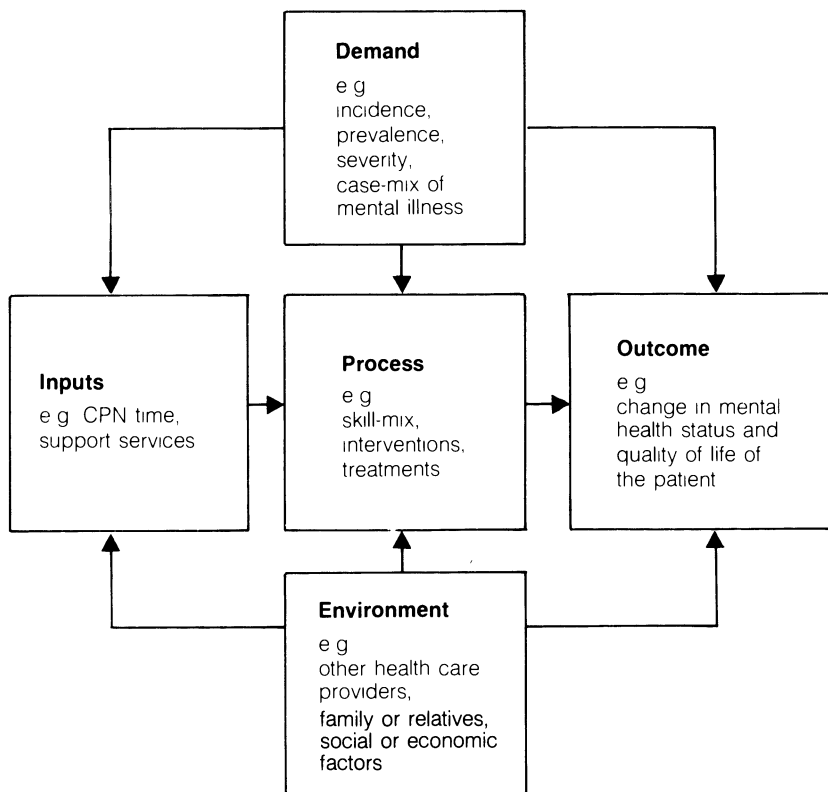 Demand
e g
incidence,
prevalence,
severity,
case-mix of
mental illness
Inputs
e g CPN time,
support services
Process
e g
skill-mix,
interventions,
treatments
Outcome
e g
change in mental
health status and
quality of life of
the patient
Environment
e g
other health care
providers,
family or relatives,
social or economic
factors